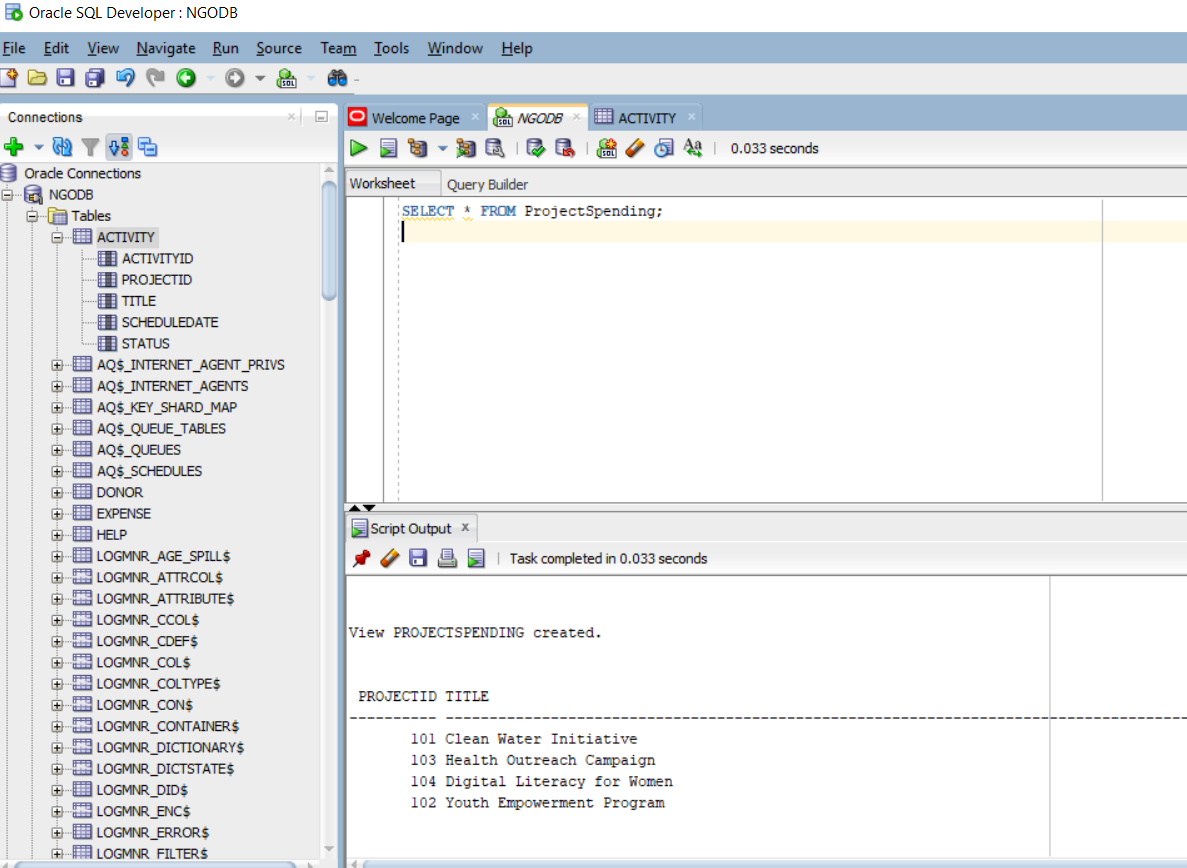 Oracle SQL Developer : NGODB
File Edit View Navigate Run Source Team Tools Window Help
Connections
Oracle Connections
NGODB
Tables
ACTIVITY
ACTIVITYID
PROJECTID
TITLE
SCHEDULEDATE
STATUS
AQ$_INTERNET_AGENT_PRIVS
AQ$_INTERNET_AGENTS
AQ$_KEY_SHARD_MAP
AQ$_QUEUE_TABLES
AQ$_QUEUES
AQ$_SCHEDULES
DONOR
EXPENSE
HELP
LOGMNR_AGE_SPILL$
LOGMNR_ATTRCOL$
LOGMNR_ATTRIBUTE$
LOGMNR_CCOL$
LOGMNR_CDEF$
LOGMNR_COL$
LOGMNR_COLTYPE$
LOGMNR_CON$
LOGMNR_CONTAINER$
LOGMNR_DICTIONARY$
LOGMNR_DICTSTATE$
LOGMNR_DID$
LOGMNR_ENC$
LOGMNR_ERROR$
LOGMNR_FILTER$
Welcome Page NGODB ACTIVITY
0.033 seconds
Worksheet Query Builder
SELECT * FROM ProjectSpending;
Script Output
Task completed in 0.033 seconds
View PROJECTSPENDING created.
PROJECTID TITLE
---------- ------------------------------------------------------------------------------------
101 Clean Water Initiative
103 Health Outreach Campaign
104 Digital Literacy for Women
102 Youth Empowerment Program